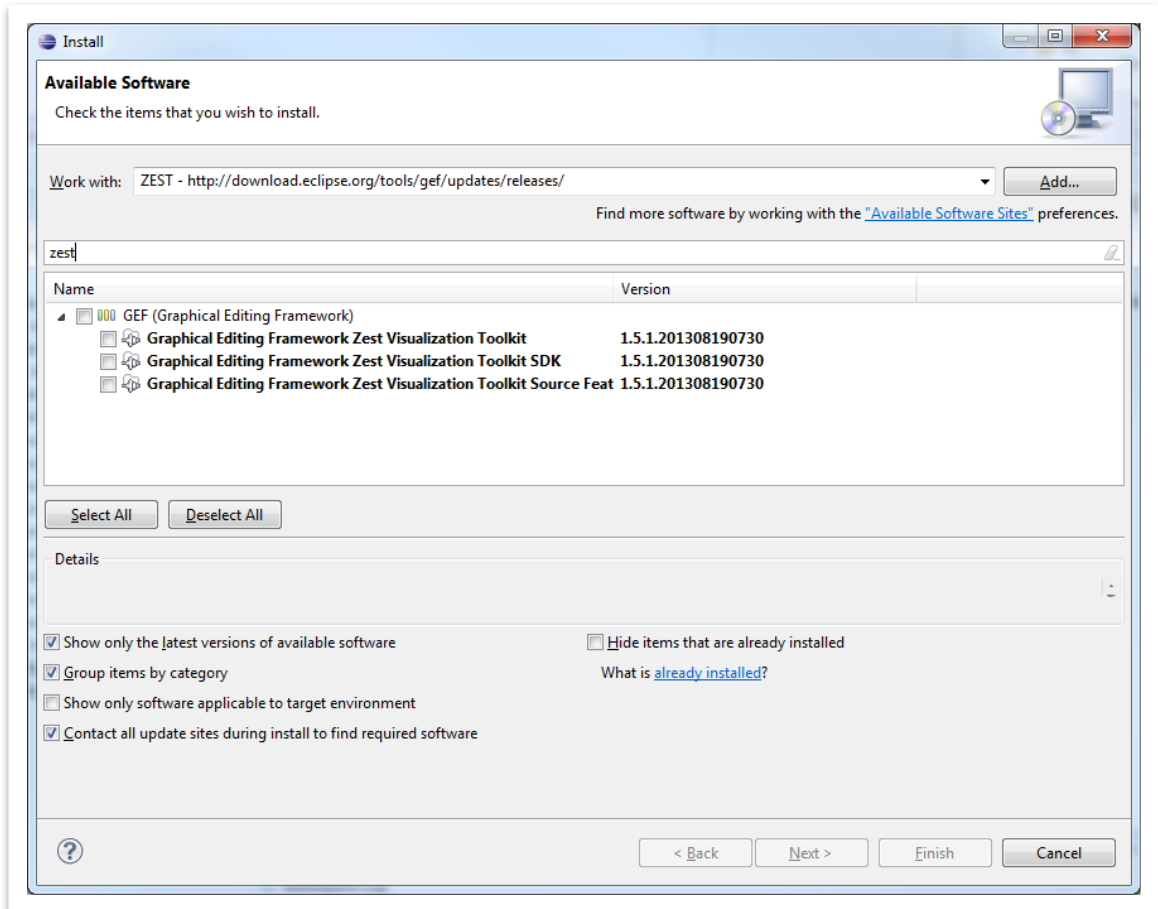 Install
Available Software
Check the items that you wish to install.
Work with: ZEST - http://download.eclipse.org/tools/gef/updates/releases/ Add...
Find more software by working with the "Available Software Sites" preferences.
zest
Name Version
GEF (Graphical Editing Framework)
Graphical Editing Framework Zest Visualization Toolkit 1.5.1.201308190730
Graphical Editing Framework Zest Visualization Toolkit SDK 1.5.1.201308190730
Graphical Editing Framework Zest Visualization Toolkit Source Feat 1.5.1.201308190730
Select All Deselect All
Details
Show only the latest versions of available software Hide items that are already installed
Group items by category What is already installed?
Show only software applicable to target environment
Contact all update sites during install to find required software
? < Back Next > Finish Cancel